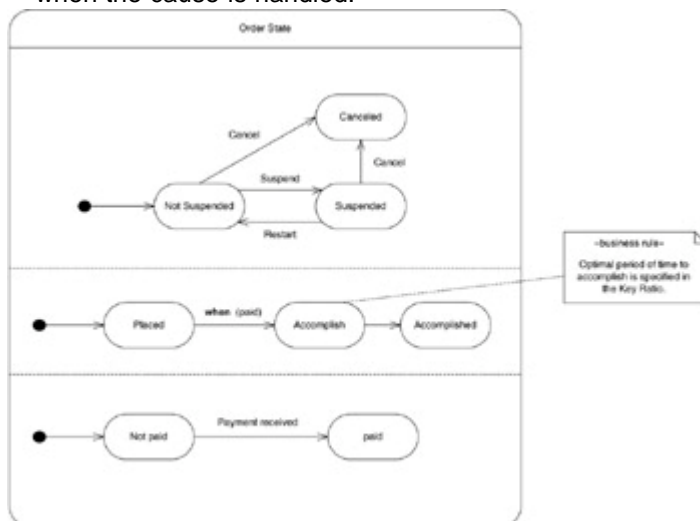 when the cause is handled.
Order State
Canceled
Cancel
Cancel
Suspend
Not Suspended
Suspended
Restart
~business rule~
Optimal period of time to
accomplish is specified in
the Key Ratio.
when (paid)
Placed
Accomplish
Accomplished
Payment received
Not paid
paid